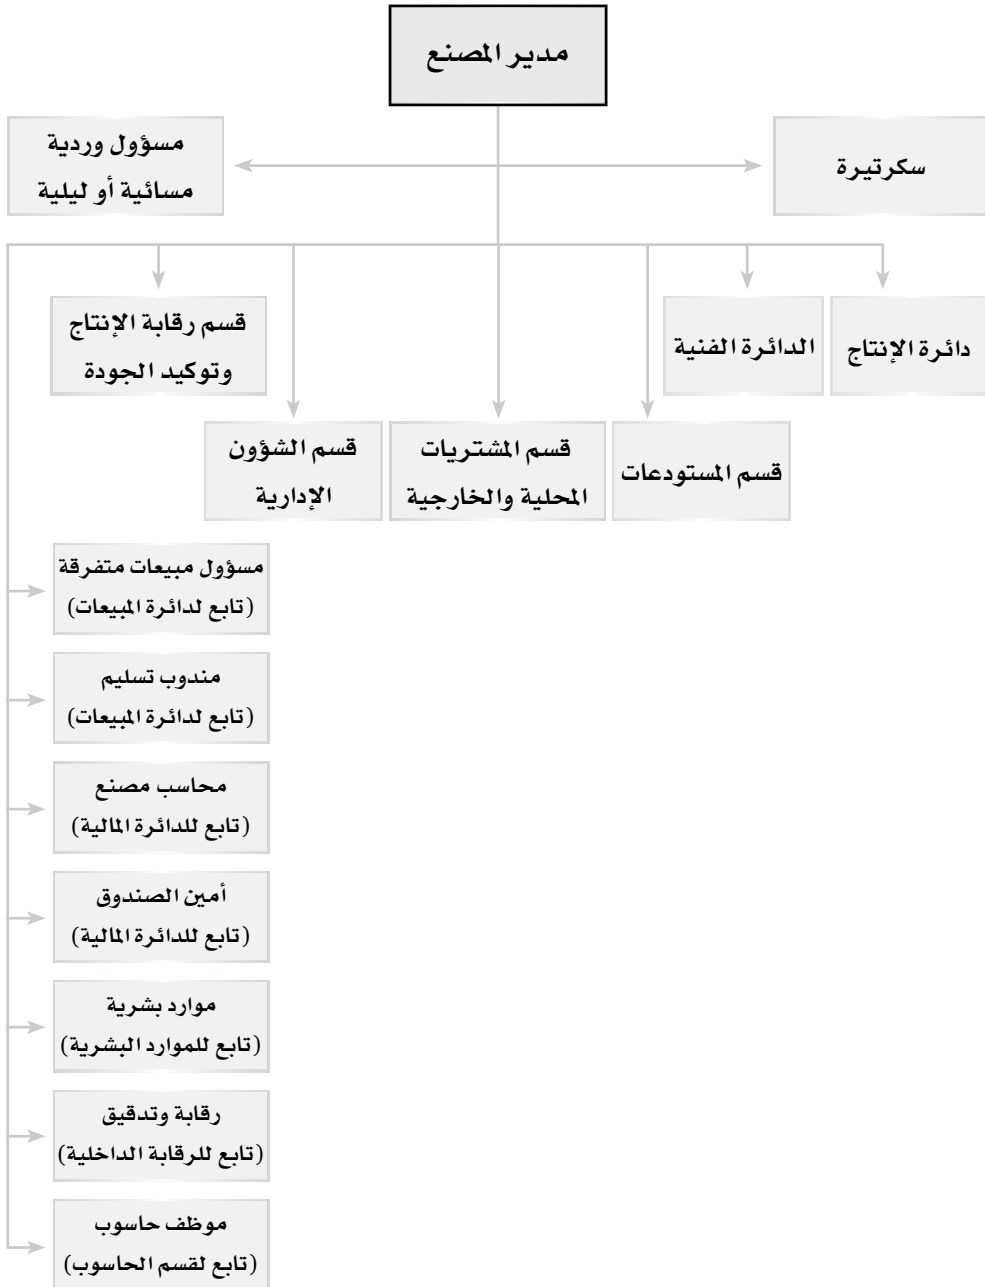 مدير المصنع
سكرتيرة
مسؤول وردية
مسائية أو ليلية
دائرة الإنتاج
الدائرة الفنية
قسم رقابة الإنتاج
وتوكيد الجودة
قسم المستودعات
قسم المشتريات
المحلية والخارجية
قسم الشؤون
الإدارية
مسؤول مبيعات متفرقة
(تابع لدائرة المبيعات)
مندوب تسليم
(تابع لدائرة المبيعات)
محاسب مصنع
(تابع للدائرة المالية)
أمين الصندوق
(تابع للدائرة المالية)
موارد بشرية
(تابع للموارد البشرية)
رقابة وتدقيق
(تابع للرقابة الداخلية)
موظف حاسوب
(تابع لقسم الحاسوب)